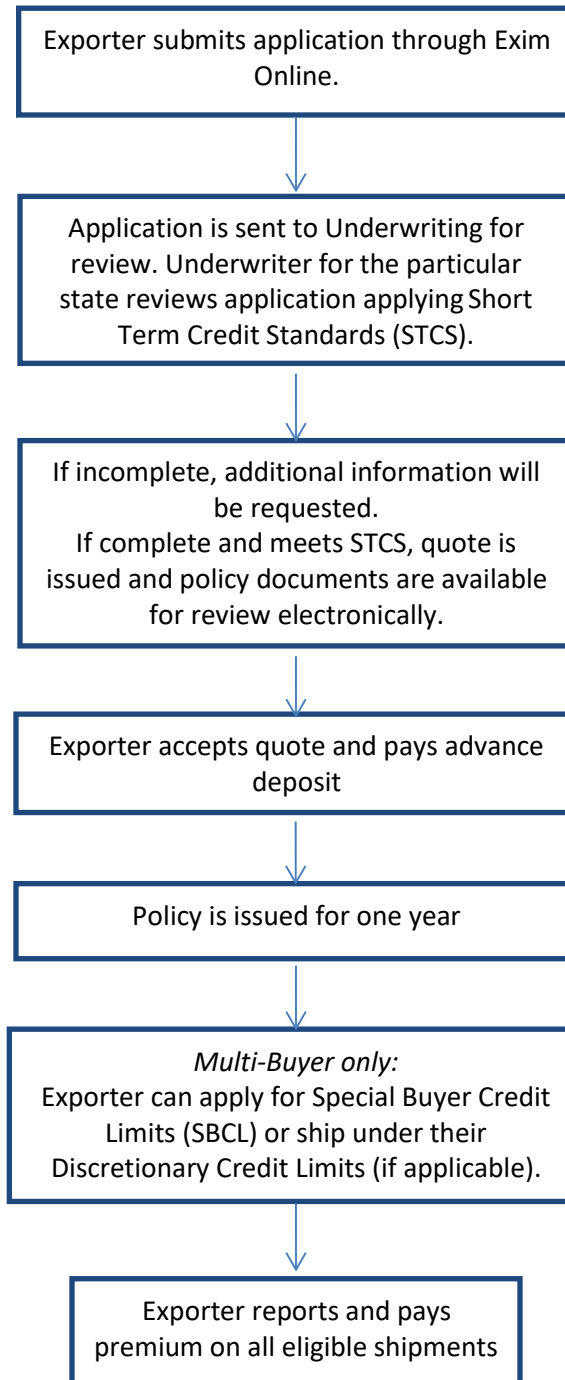 Exporter submits application through Exim
Online.
Application is sent to Underwriting for
review. Underwriter for the particular
state reviews application applying Short
Term Credit Standards (STCS).
If incomplete, additional information will
be requested.
If complete and meets STCS, quote is
issued and policy documents are available
for review electronically.
Exporter accepts quote and pays advance
deposit
Policy is issued for one year
Multi-Buyer only:
Exporter can apply for Special Buyer Credit
Limits (SBCL) or ship under their
Discretionary Credit Limits (if applicable).
Exporter reports and pays
premium on all eligible shipments